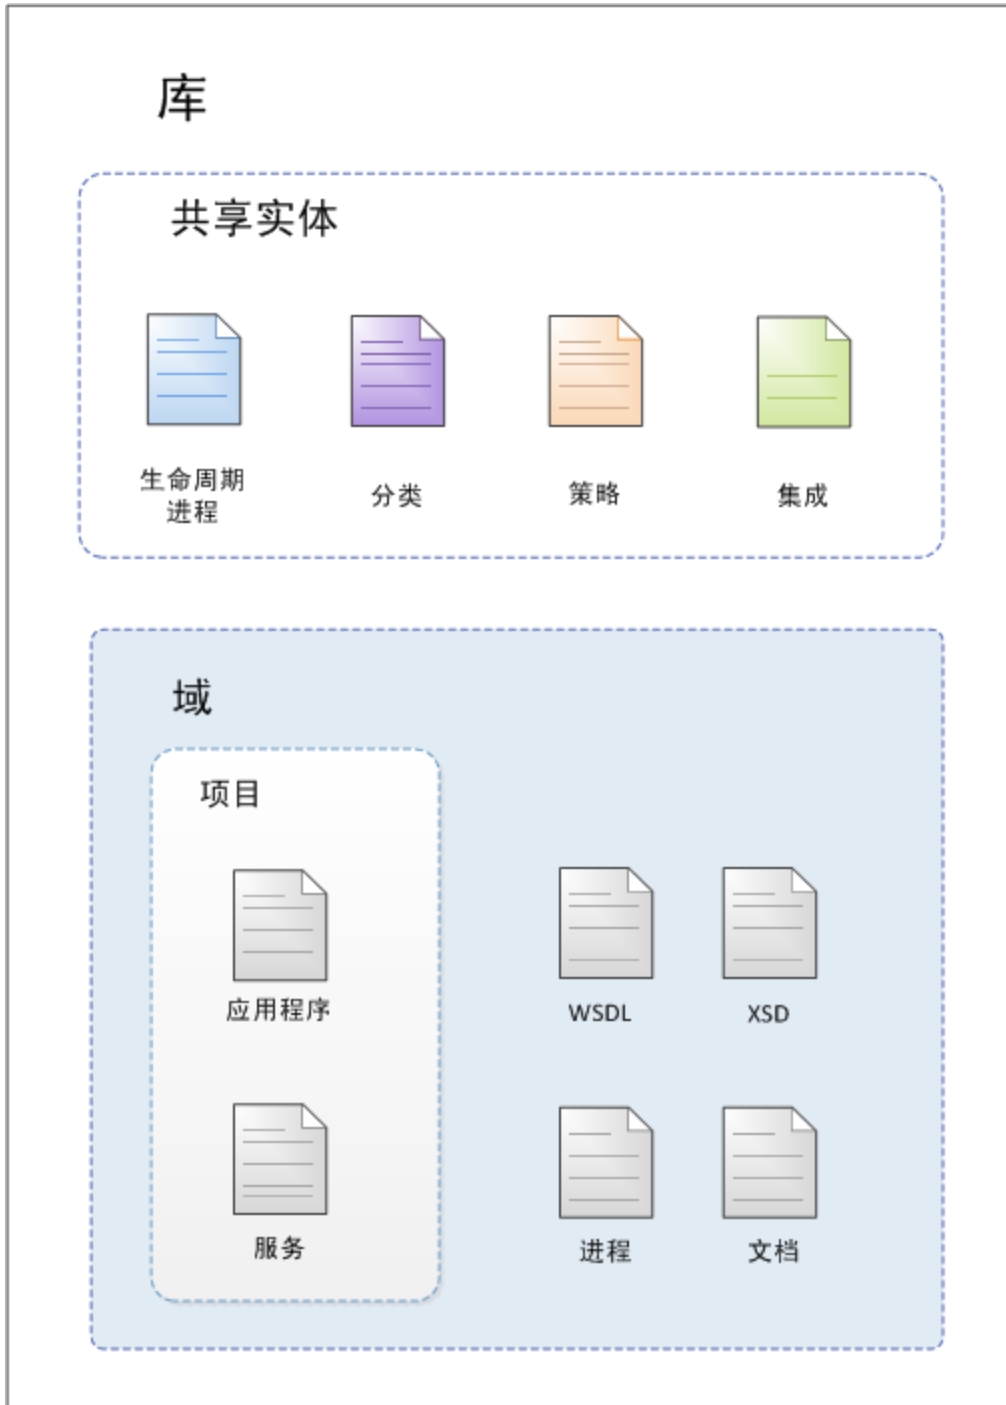 库
共享实体
生命周期
进程
分类
策略
集成
域
项目
应用程序
WSDL
XSD
服务
进程
文档